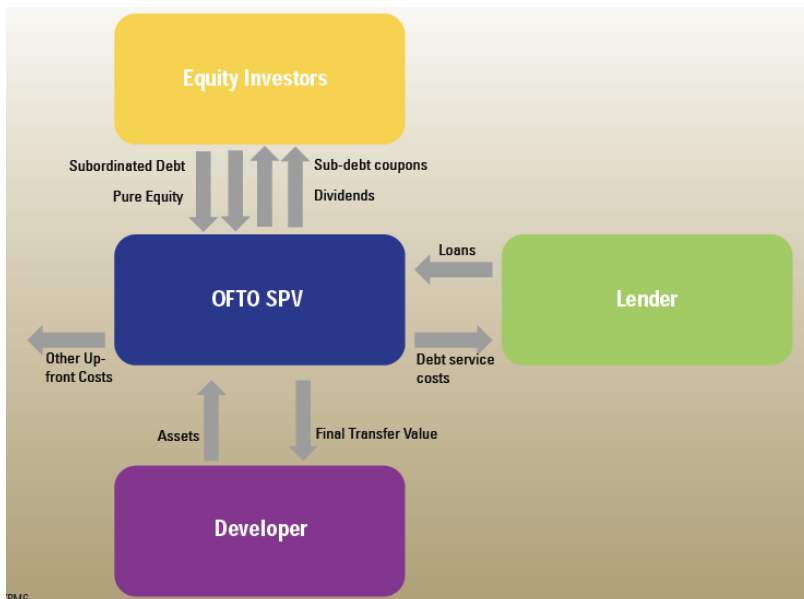 Equity Investors
Subordinated Debt
Pure Equity
Sub-debt coupons
Dividends
OFTO SPV
Loans
Lender
Other Up-
front Costs
Debt service
costs
Assets
Final Transfer Value
Developer